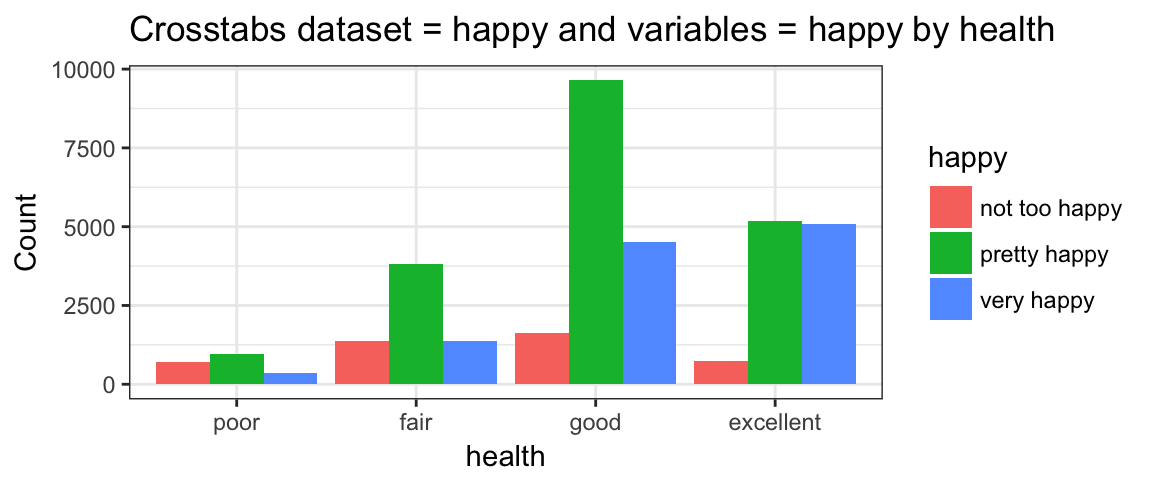 Crosstabs dataset = happy and variables = happy by health
Count
10000
7500
5000
2500
0
poor fair good excellent
health
happy
not too happy
pretty happy
very happy